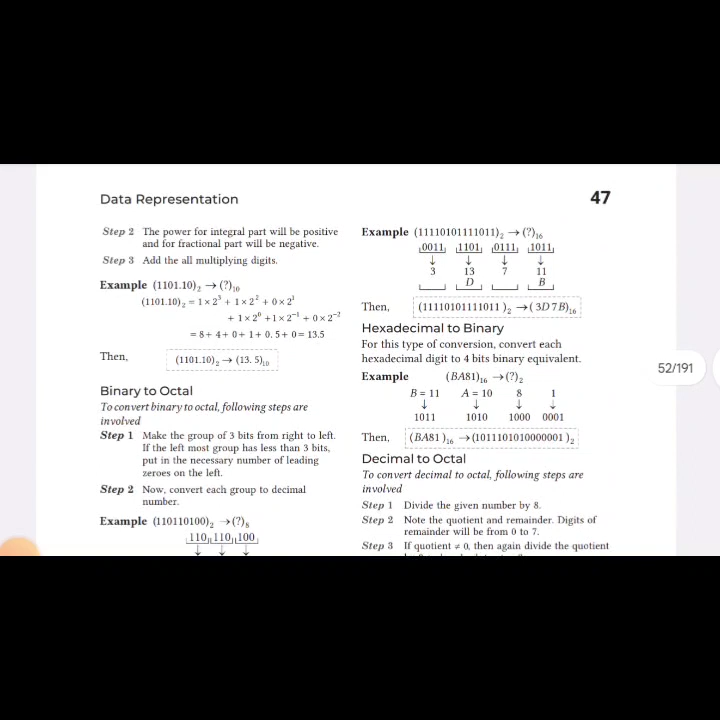 Data Representation
47
Step 2 The power for integral part will be positive
and for fractional part will be negative.
Step 3 Add the all multiplying digits.
Example (1101.10)₂ → (?)₁₀
(1101.10)₂ = 1 × 2³ + 1 × 2² + 0 × 2¹
+ 1 × 2⁰ + 1 × 2⁻¹ + 0 × 2⁻²
= 8 + 4 + 0 + 1 + 0. 5 + 0 = 13.5
Then, (1101.10)₂ → (13. 5)₁₀
Binary to Octal
To convert binary to octal, following steps are
involved
Step 1 Make the group of 3 bits from right to left.
If the left most group has less than 3 bits,
put in the necessary number of leading
zeroes on the left.
Step 2 Now, convert each group to decimal
number.
Example (110110100)₂ → (?)₈
110 110 100
↓ ↓ ↓
Example (11110101111011)₂ → (?)₁₆
0011 1101 0111 1011
↓ ↓ ↓ ↓
3 13 7 11
D B
Then, (11110101111011 )₂ → ( 3D 7 B)₁₆
Hexadecimal to Binary
For this type of conversion, convert each
hexadecimal digit to 4 bits binary equivalent.
Example (BA81)₁₆ → (?)₂
B = 11 A = 10 8 1
↓ ↓ ↓ ↓
1011 1010 1000 0001
Then, (BA81 )₁₆ → (1011101010000001 )₂
Decimal to Octal
To convert decimal to octal, following steps are
involved
Step 1 Divide the given number by 8.
Step 2 Note the quotient and remainder. Digits of
remainder will be from 0 to 7.
Step 3 If quotient ≠ 0, then again divide the quotient
52/191